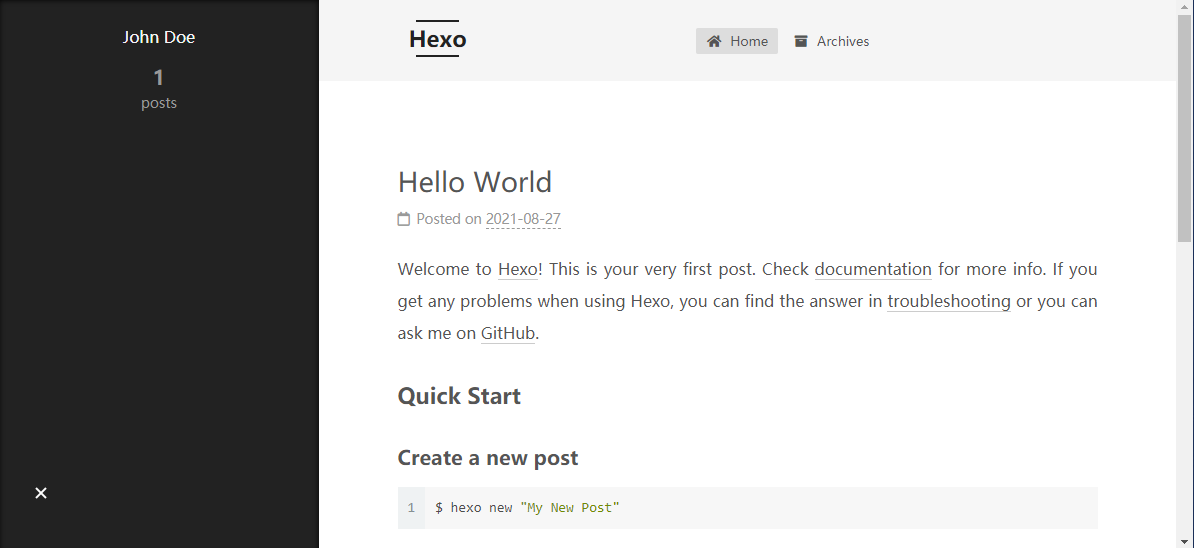 John Doe
1
posts
Hexo
Home
Archives
Hello World
Posted on 2021-08-27
Welcome to Hexo! This is your very first post. Check documentation for more info. If you
get any problems when using Hexo, you can find the answer in troubleshooting or you can
ask me on GitHub.
Quick Start
Create a new post
1 $ hexo new "My New Post"